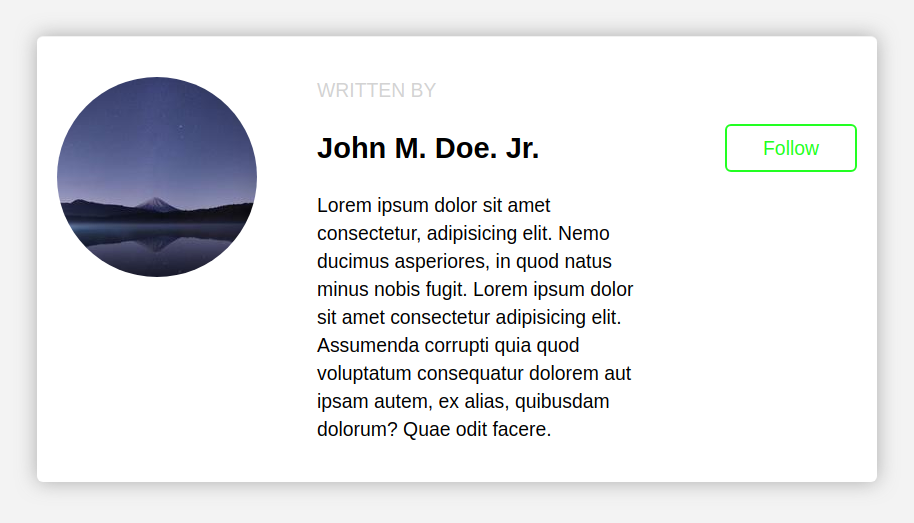 WRITTEN BY
John M. Doe. Jr.
Follow
Lorem ipsum dolor sit amet
consectetur, adipisicing elit. Nemo
ducimus asperiores, in quod natus
minus nobis fugit. Lorem ipsum dolor
sit amet consectetur adipisicing elit.
Assumenda corrupti quia quod
voluptatum consequatur dolorem aut
ipsam autem, ex alias, quibusdam
dolorum? Quae odit facere.